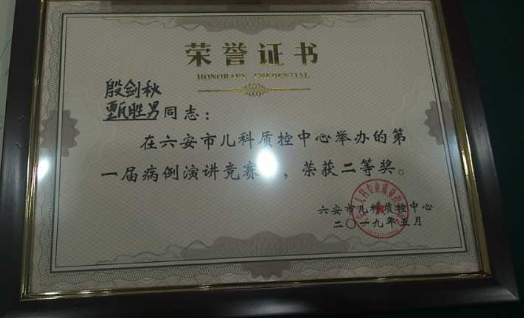 荣誉证书
HONORARY CREDENTIAL
殷剑秋
甄胜男同志：
在六安市儿科质控中心举办的第
一届病例演讲竞赛，荣获二等奖。
六安市儿科质控中心
二〇一九年五月